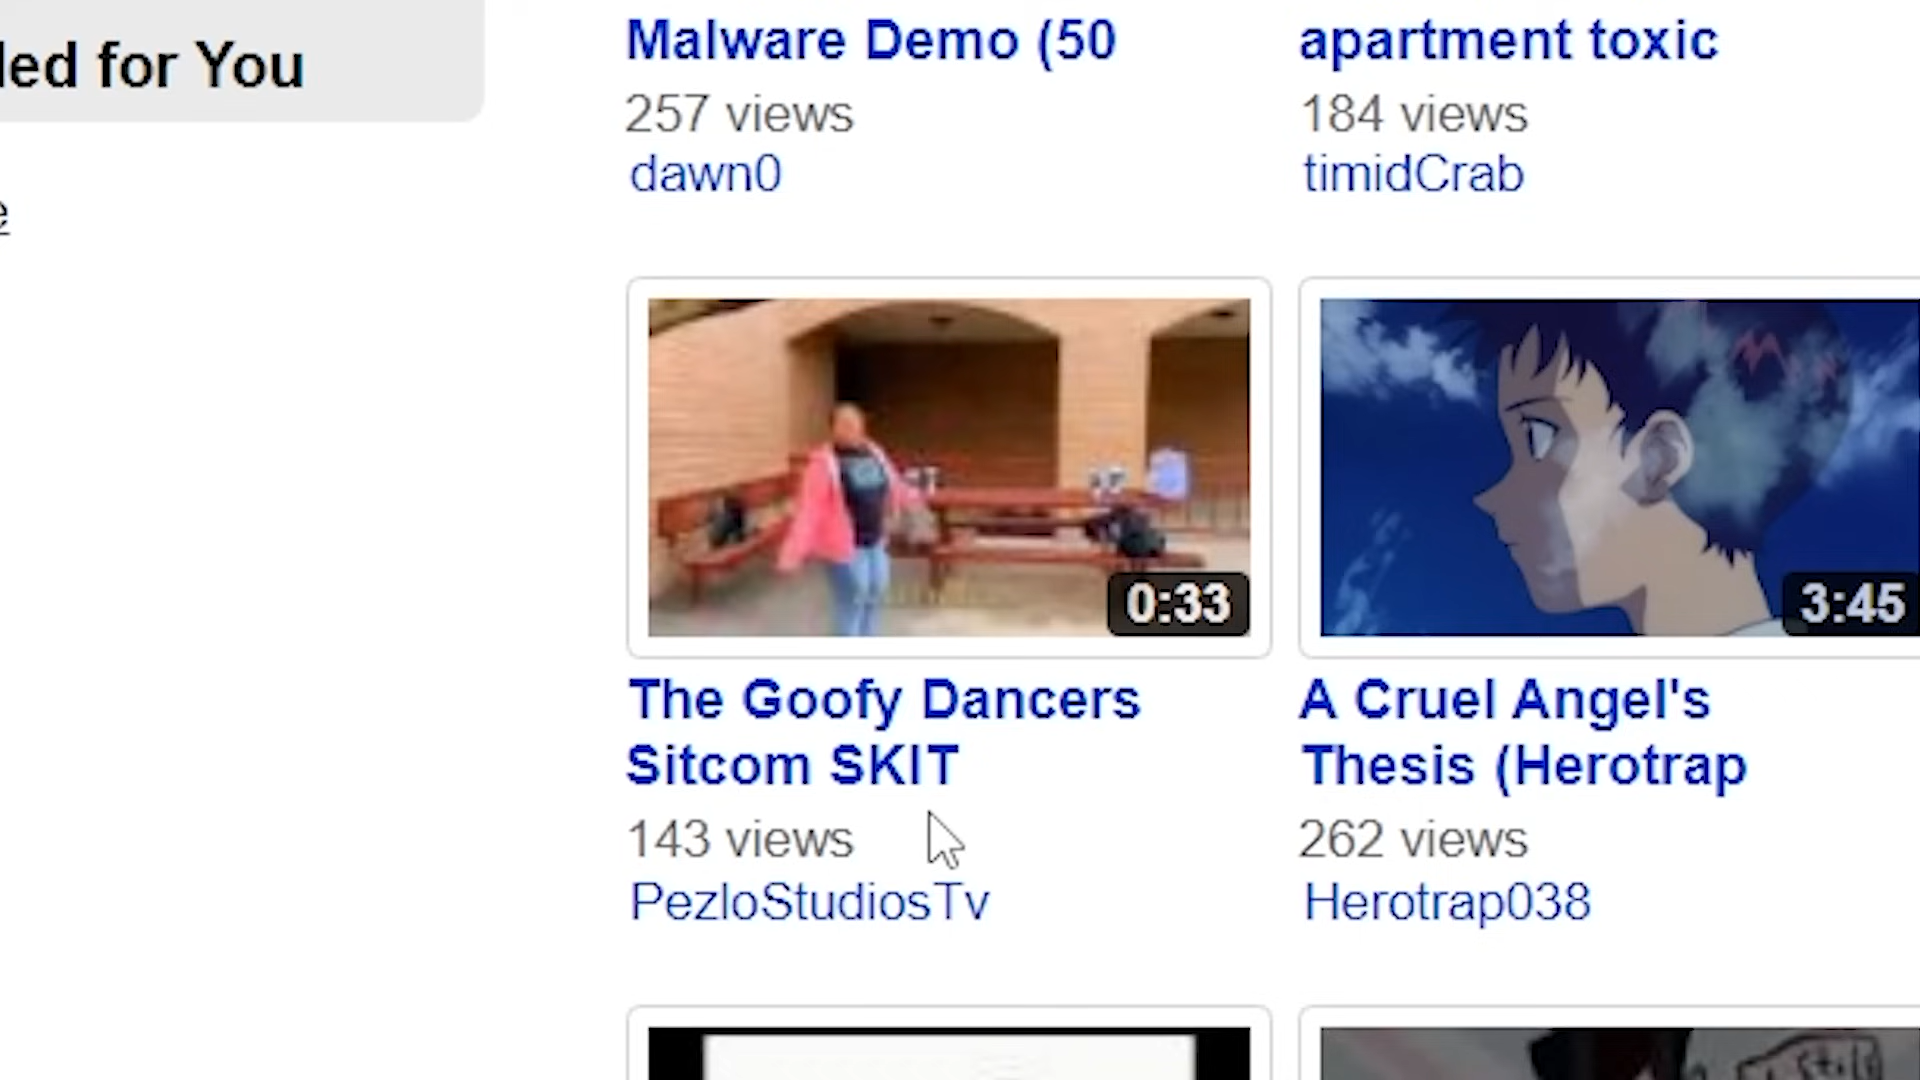 led for You
e
Malware Demo (50
257 views
dawn0
apartment toxic
184 views
timidCrab
0:33
3:45
The Goofy Dancers
Sitcom SKIT
143 views
PezloStudiosTv
A Cruel Angel's
Thesis (Herotrap
262 views
Herotrap038